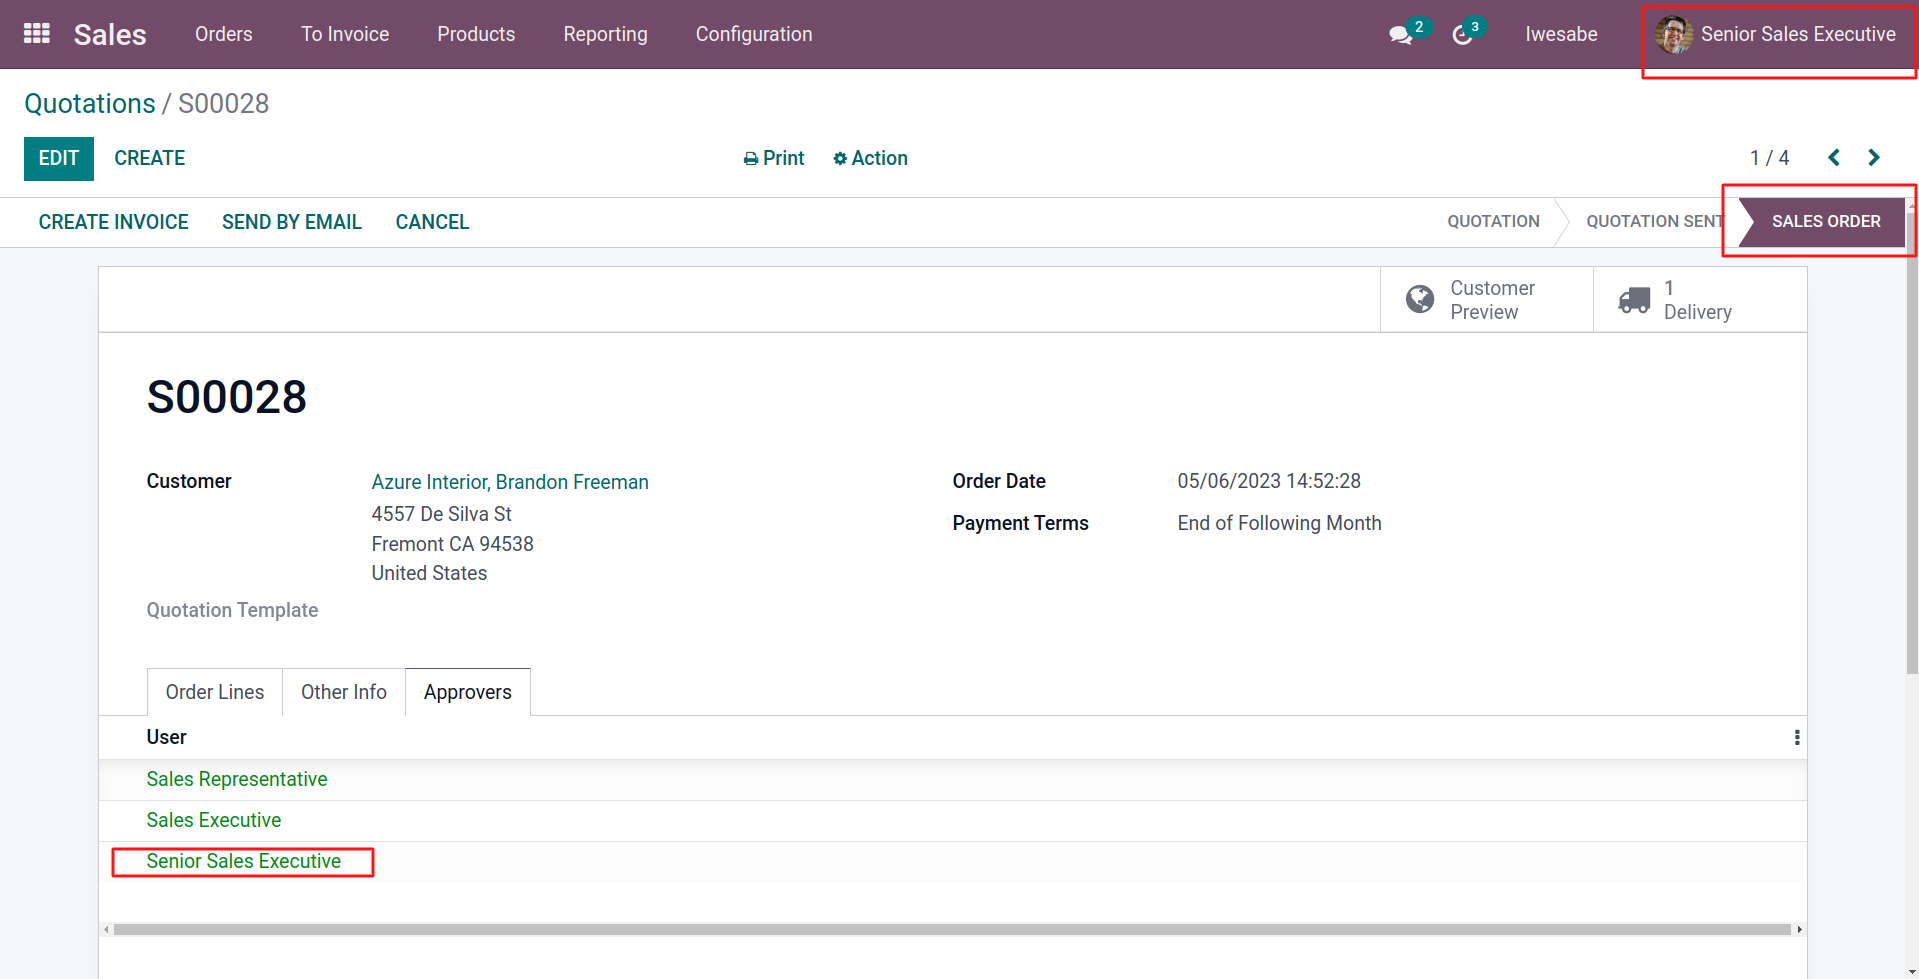 Sales Orders To Invoice Products Reporting Configuration 2 3 Iwesabe Senior Sales Executive
Quotations / S00028
EDIT CREATE Print Action 1 / 4
CREATE INVOICE SEND BY EMAIL CANCEL QUOTATION QUOTATION SENT SALES ORDER
Customer
Preview
1
Delivery
S00028
Customer Azure Interior, Brandon Freeman
4557 De Silva St
Fremont CA 94538
United States
Order Date 05/06/2023 14:52:28
Payment Terms End of Following Month
Quotation Template
Order Lines Other Info Approvers
User
Sales Representative
Sales Executive
Senior Sales Executive